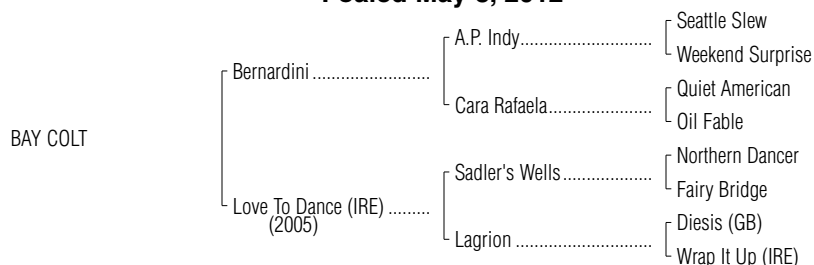 Foaled May 8, 2012
Seattle Slew
A.P. Indy............................
Weekend Surprise
Bernardini .........................
Quiet American
Cara Rafaela......................
Oil Fable
BAY COLT
Northern Dancer
Sadler's Wells...................
Fairy Bridge
Love To Dance (IRE) .........
(2005)
Diesis (GB)
Lagrion .............................
Wrap It Up (IRE)